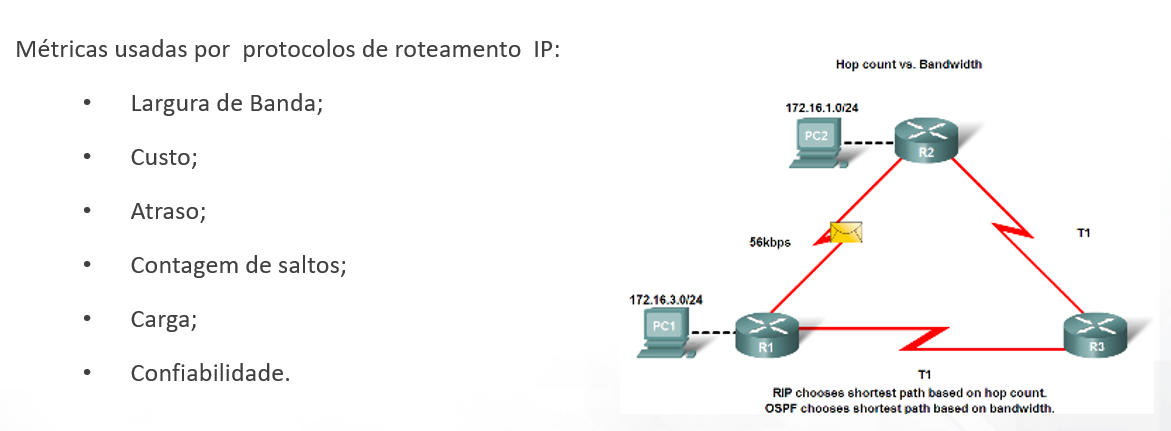 Métricas usadas por protocolos de roteamento IP:
• Largura de Banda;
• Custo;
• Atraso;
• Contagem de saltos;
• Carga;
• Confiabilidade.
Hop count vs. Bandwidth
172.16.1.0/24
PC2
R2
56kbps
T1
172.16.3.0/24
PC1
R1
R3
T1
RIP chooses shortest path based on hop count.
OSPF chooses shortest path based on bandwidth.